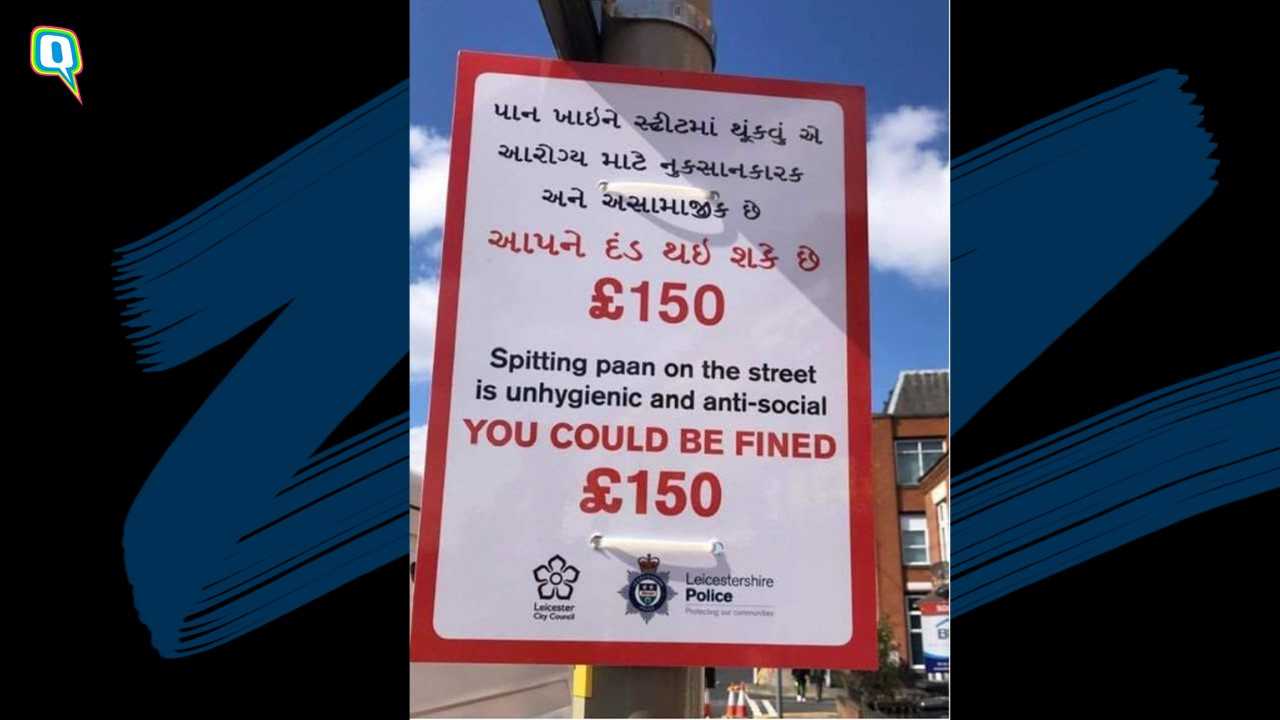 Q
પાન ખાઇને સ્ટ્રીટમાં થૂંકવું એ
આરોગ્ય માટે નુકસાનકારક
અને અસામાજીક છે
આપને દંડ થઇ શકે છે
£150
Spitting paan on the street
is unhygienic and anti-social
YOU COULD BE FINED
£150
Leicester
City Council
Leicestershire
Police
Protecting our communities